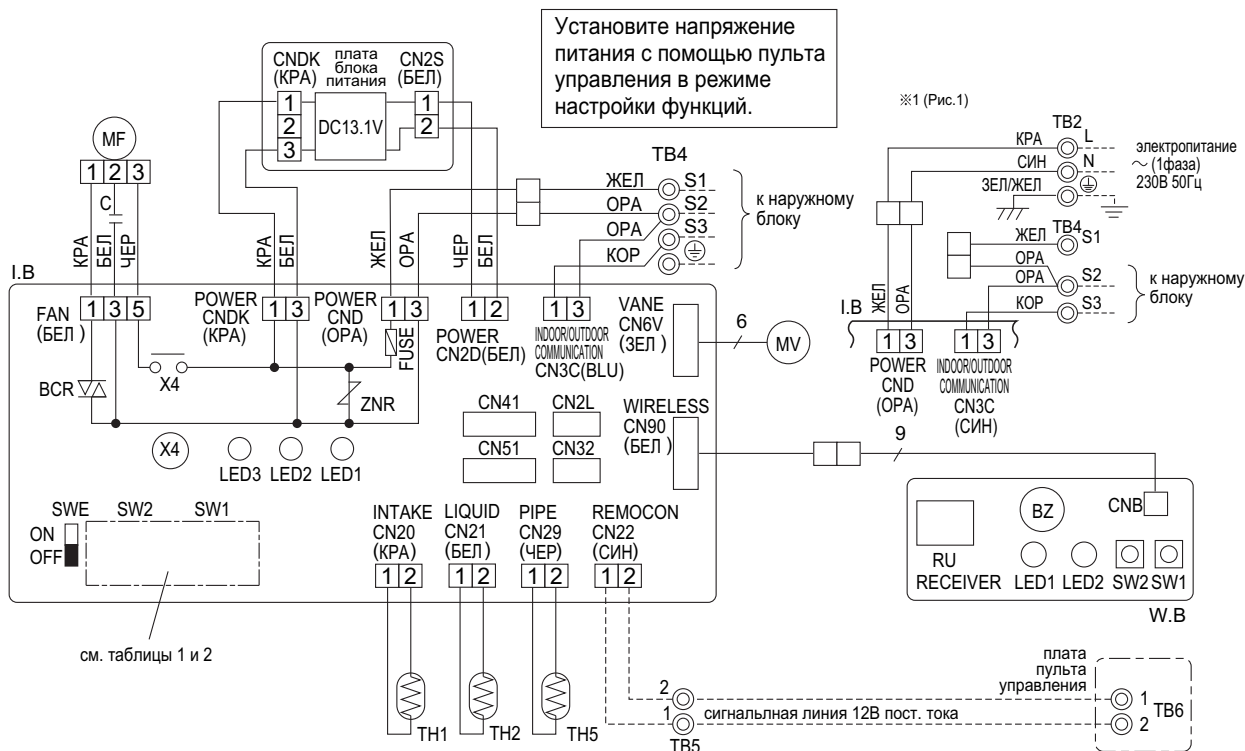 Установите напряжение
питания с помощью пульта
управления в режиме
настройки функций.
CNDK
(КРА)
плата
блока
питания
CN2S
(БЕЛ)
1
2
3
DC13.1V
1
2
MF
1 2 3
C
КРА
БЕЛ
ЧЕР
КРА
БЕЛ
ЖЕЛ
ОРА
ЧЕР
БЕЛ
TB4
ЖЕЛ
S1
ОРА
S2
ОРА
S3
КОР
к наружному
блоку
※1 (Рис.1)
TB2
КРА
L
СИН
N
ЗЕЛ/ЖЕЛ
электропитание
~ (1фаза)
230В 50Гц
ЖЕЛ
TB4
S1
ОРА
ОРА
S2
КОР
S3
к наружному
блоку
I.B
ЖЕЛ
ОРА
1 3
POWER
CND
(ОРА)
1 3
INDOOR/OUTDOOR
COMMUNICATION
CN3C
(СИН)
I.B
FAN
(БЕЛ )
1 3 5
POWER
CNDK
(КРА)
1 3
POWER
CND
(ОРА)
1 3
FUSE
1 2
POWER
CN2D(БЕЛ)
1 3
INDOOR/OUTDOOR
COMMUNICATION
CN3C(BLU)
VANE
CN6V
(ЗЕЛ)
6
MV
BCR
X4
ZNR
X4
LED3
LED2
LED1
CN41
CN2L
CN51
CN32
WIRELESS
CN90
(БЕЛ )
9
SWE
SW2
SW1
ON
OFF
INTAKE
CN20
(КРА)
1 2
LIQUID
CN21
(БЕЛ)
1 2
PIPE
CN29
(ЧЕР)
1 2
REMOCON
CN22
(СИН)
1 2
BZ
CNB
RU
RECEIVER
LED1
LED2
SW2
SW1
W.B
см. таблицы 1 и 2
TH1
TH2
TH5
2
1
TB5
сигнальлная линия 12В пост. тока
плата
пульта
управления
1
2
TB6